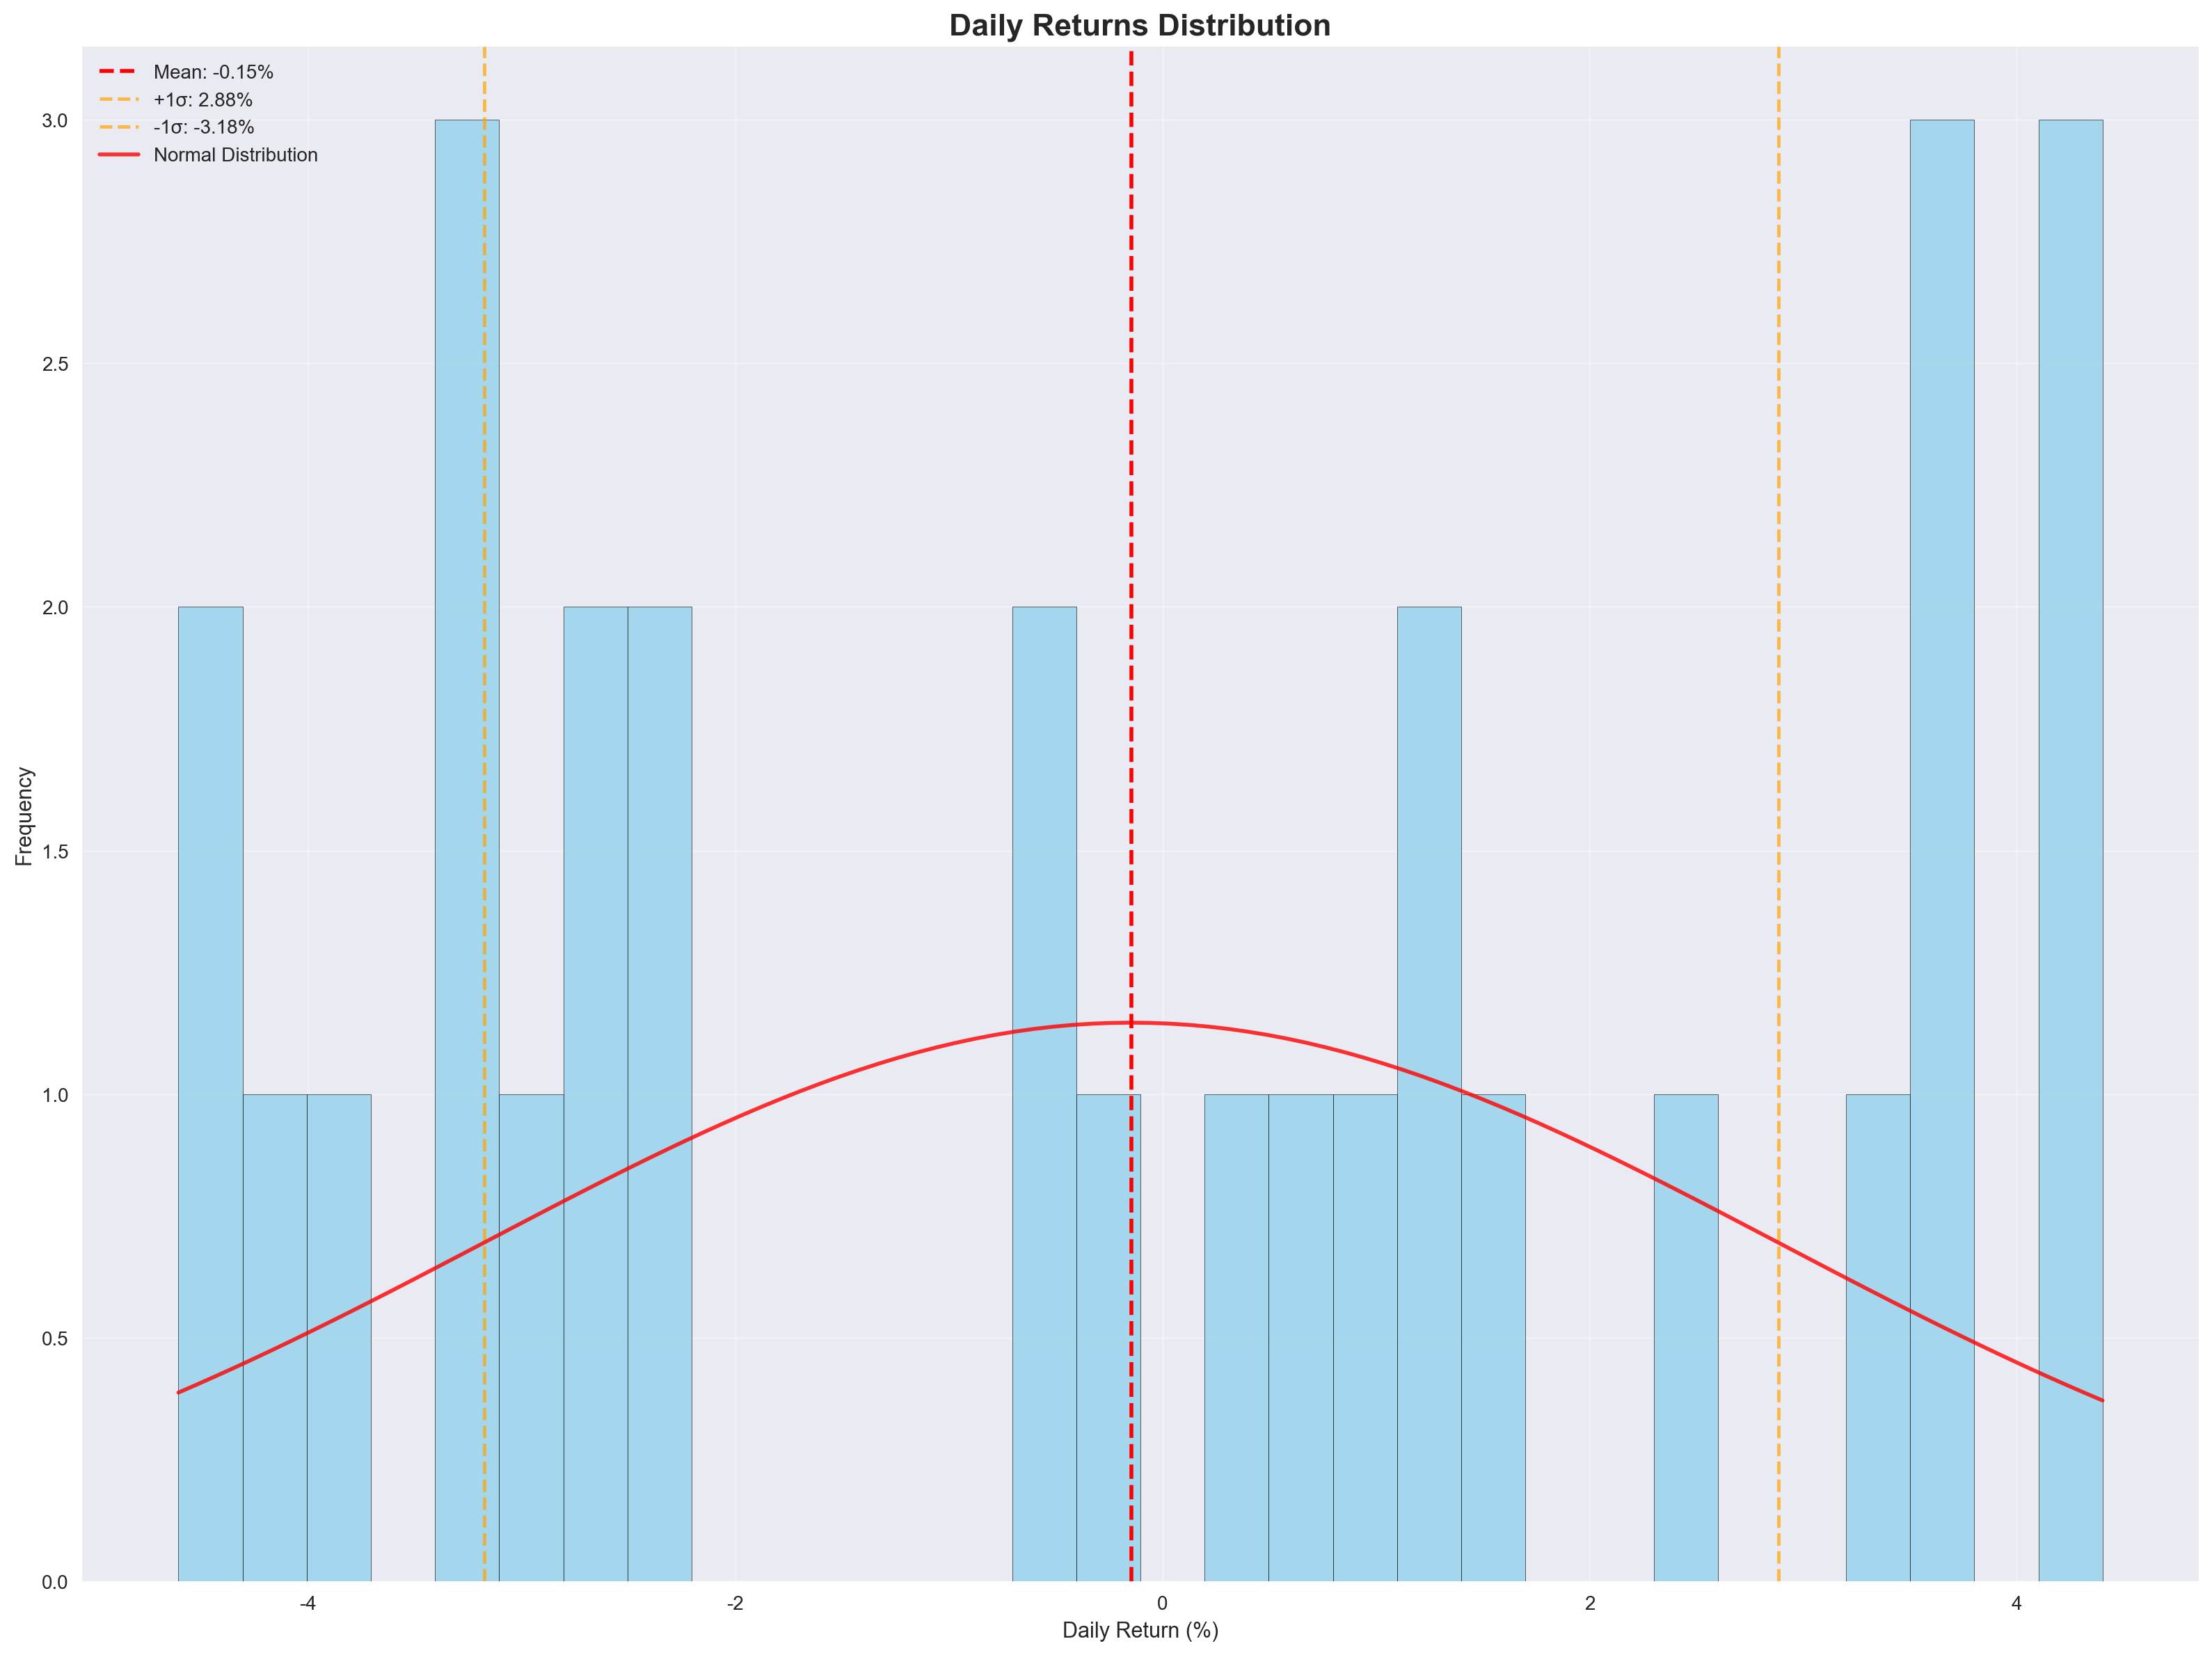 Daily Returns Distribution
Mean: -0.15%
+1σ: 2.88%
-1σ: -3.18%
Normal Distribution
3.0
2.5
2.0
1.5
1.0
0.5
0.0
Frequency
-4
-2
0
2
4
Daily Return (%)